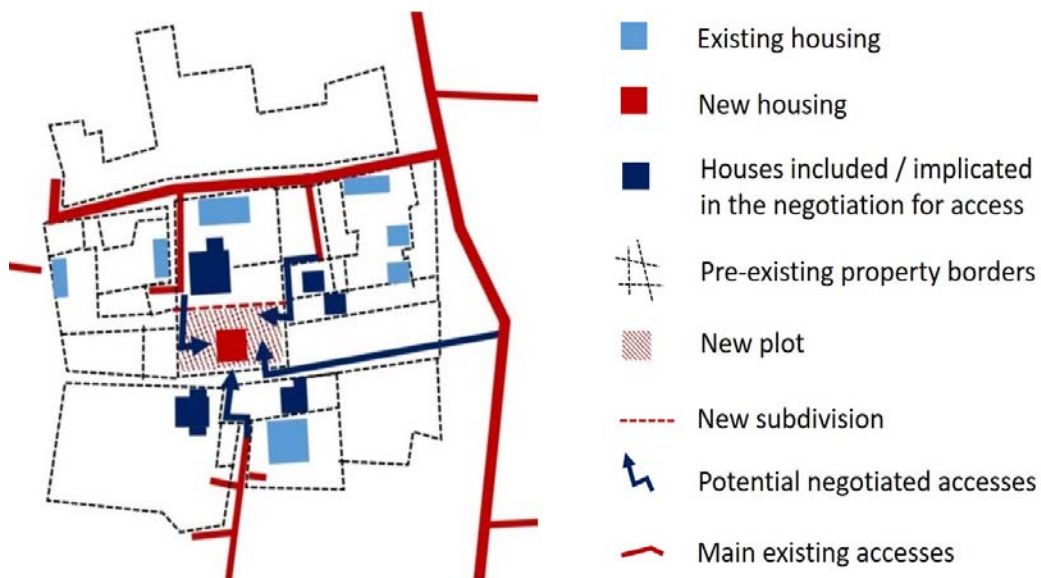 Existing housing
New housing
Houses included / implicated
in the negotiation for access
Pre-existing property borders
New plot
New subdivision
Potential negotiated accesses
Main existing accesses